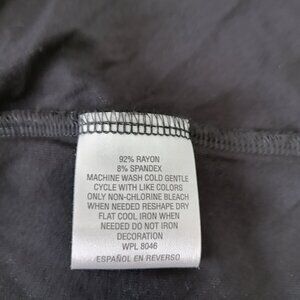 92% RAYON
8% SPANDEX
MACHINE WASH COLD GENTLE
CYCLE WITH LIKE COLORS
ONLY NON-CHLORINE BLEACH
WHEN NEEDED RESHAPE DRY
FLAT COOL IRON WHEN
NEEDED DO NOT IRON
DECORATION
WPL 8046
ESPAÑOL EN REVERSO